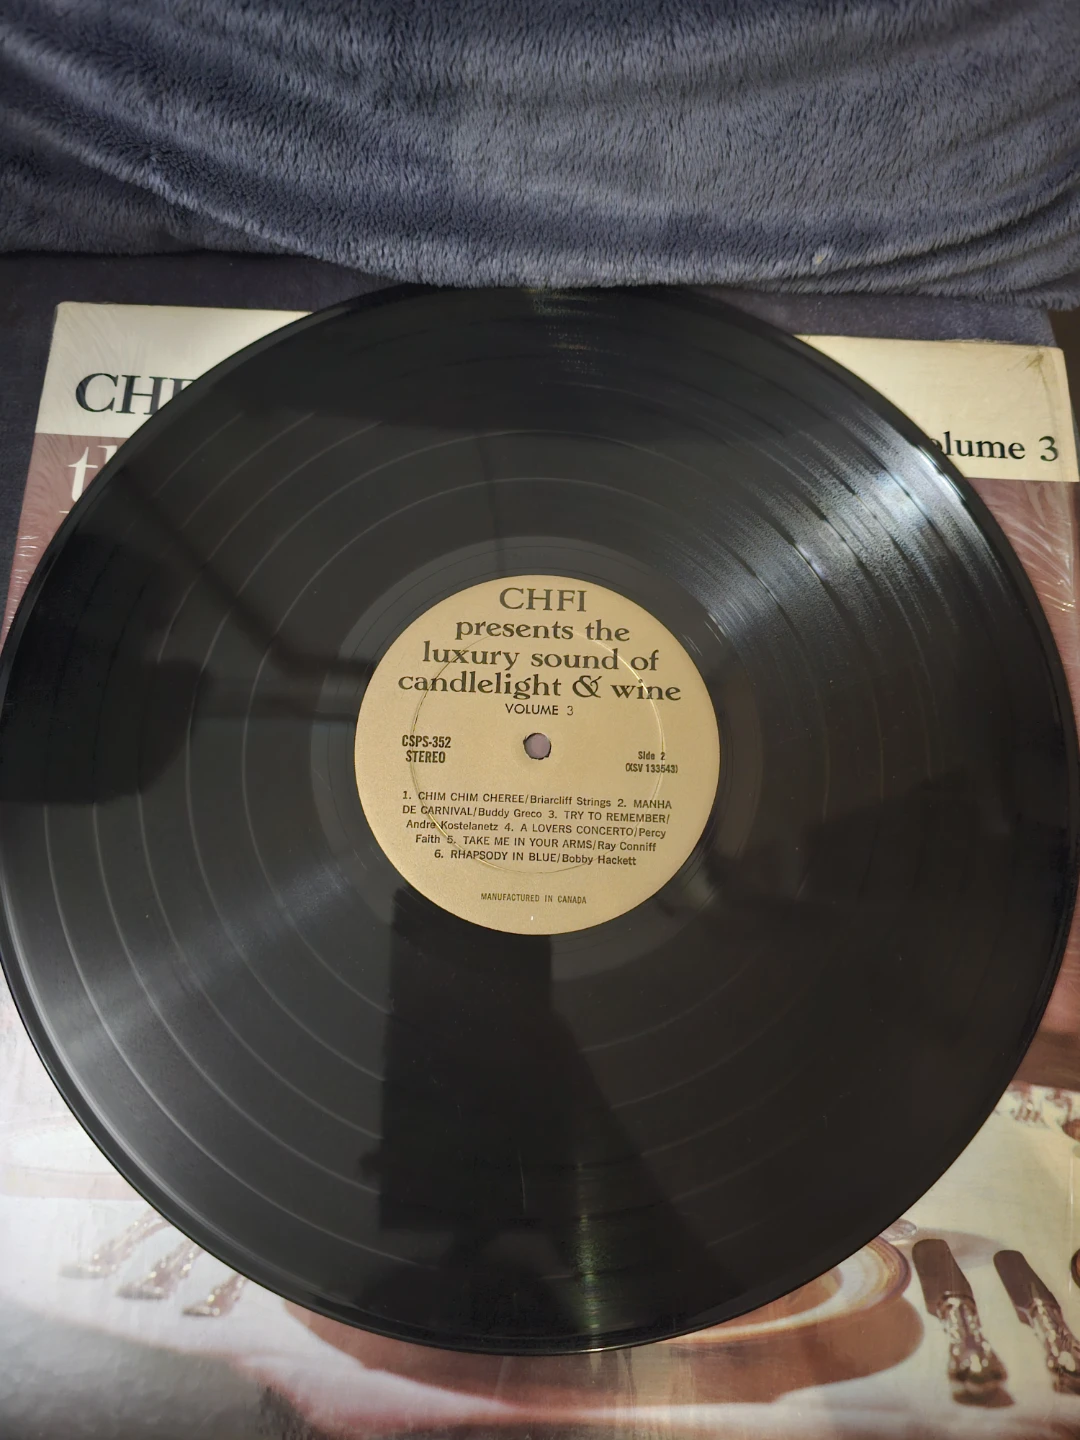 CHFI
volume 3
CHFI
presents the
luxury sound of
candlelight & wine
VOLUME 3
CSPS-352
STEREO
Side 2
(XSV 133543)
1. CHIM CHIM CHEREE/Briarcliff Strings 2. MANHA
DE CARNIVAL/Buddy Greco 3. TRY TO REMEMBER/
Andre Kostelanetz 4. A LOVERS CONCERTO/Percy
Faith 5. TAKE ME IN YOUR ARMS/Ray Conniff
6. RHAPSODY IN BLUE/Bobby Hackett
MANUFACTURED IN CANADA